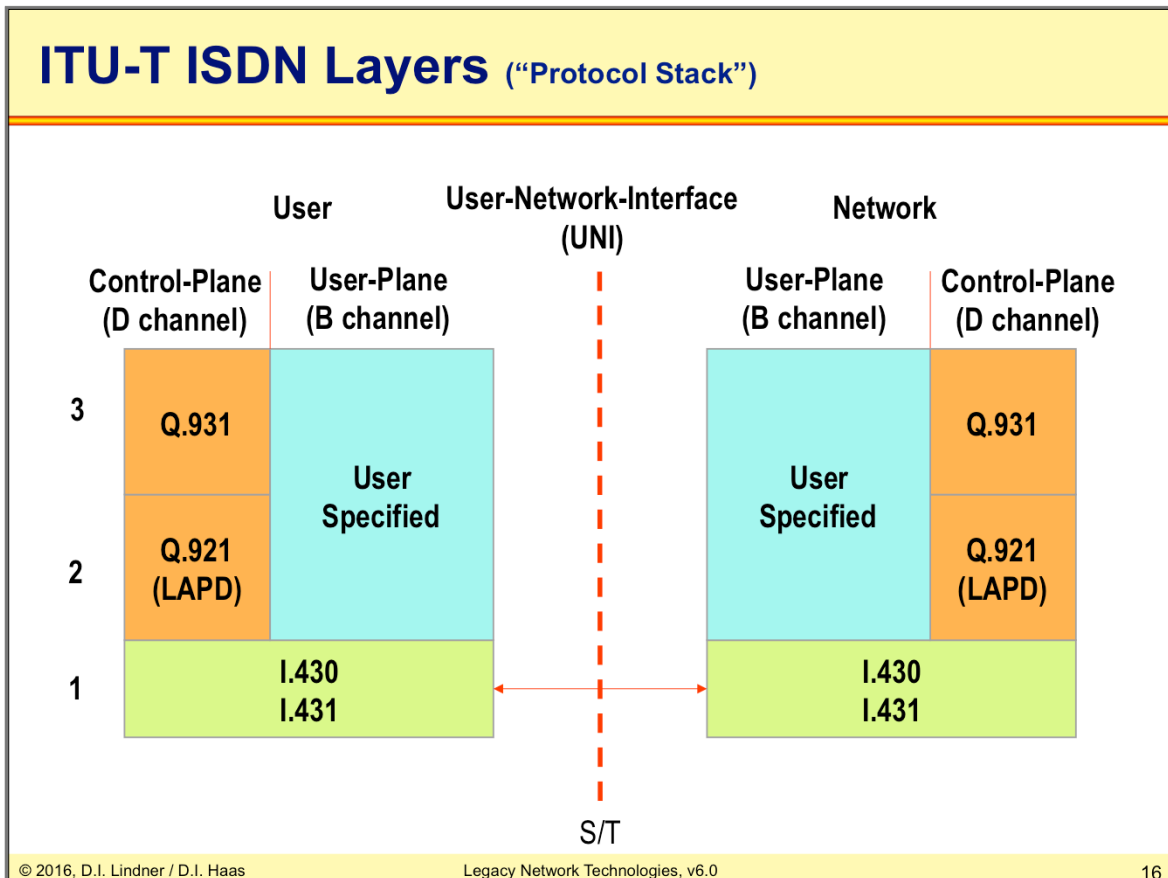 ITU-T ISDN Layers (“Protocol Stack”)
User
User-Network-Interface
(UNI)
Network
Control-Plane
(D channel)
User-Plane
(B channel)
User-Plane
(B channel)
Control-Plane
(D channel)
3
Q.931
User
Specified
User
Specified
Q.931
2
Q.921
(LAPD)
Q.921
(LAPD)
1
I.430
I.431
I.430
I.431
S/T
© 2016, D.I. Lindner / D.I. Haas
Legacy Network Technologies, v6.0
16